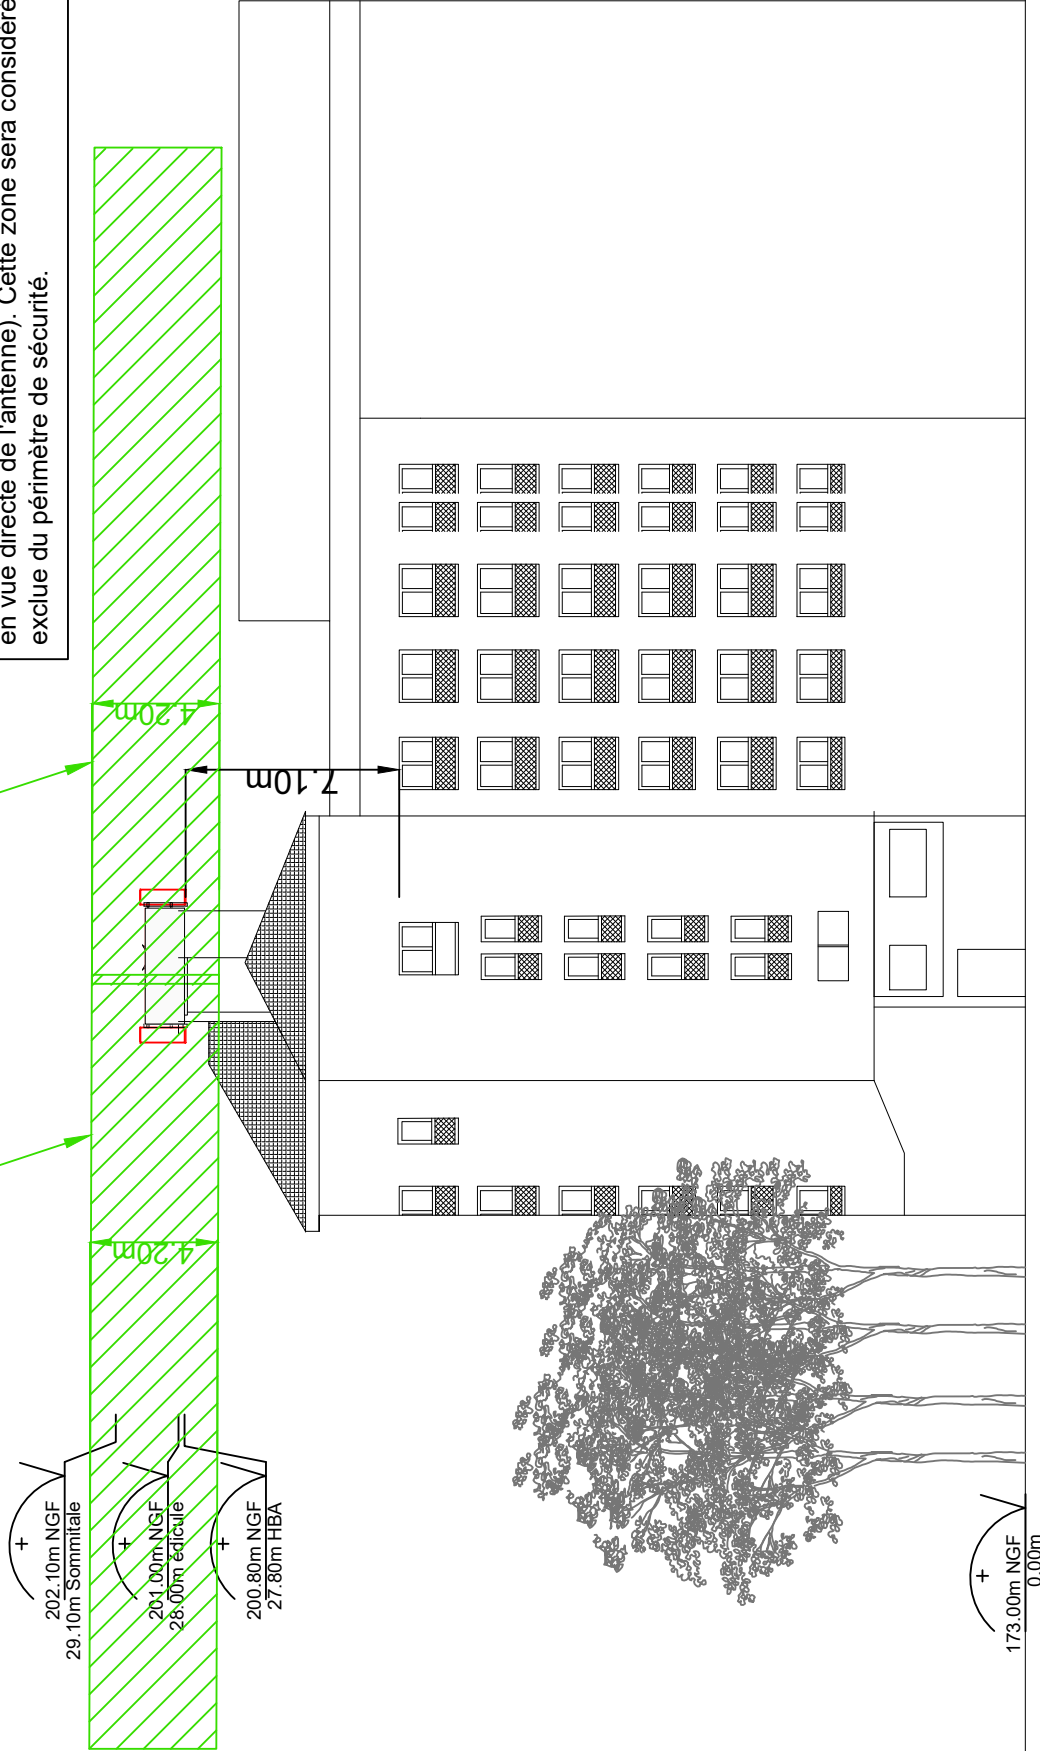 en vue directe de l'antenne). Cette zone sera considéré
exclue du périmètre de sécurité.
4.20m
7.10m
4.20m
202.10m NGF
29.10m Sommitale
201.00m NGF
28.00m édicule
200.80m NGF
27.80m HBA
173.00m NGF
0.00m